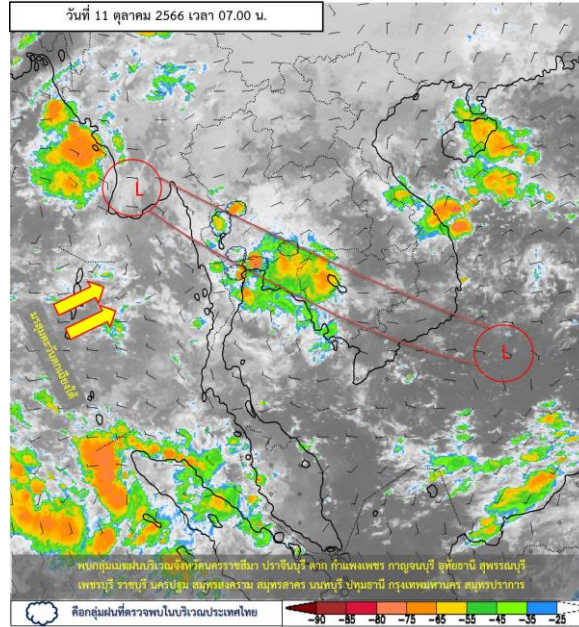 วันที่ 11 ตุลาคม 2566 เวลา 07.00 น.
L
L
มรสุมตะวันตกเฉียงใต้
พบกลุ่มเมฆฝนบริเวณจังหวัดนครราชสีมา ปราจีนบุรี ตาก กำแพงเพชร กาญจนบุรี อุทัยธานี สุพรรณบุรี
เพชรบุรี ราชบุรี นครปฐม สมุทรสงคราม สมุทรสาคร นนทบุรี ปทุมธานี กรุงเทพมหานคร สมุทรปราการ
คือกลุ่มฝนที่ตรวจพบในบริเวณประเทศไทย
-90 -85 -80 -75 -65 -55 -45 -35 -25